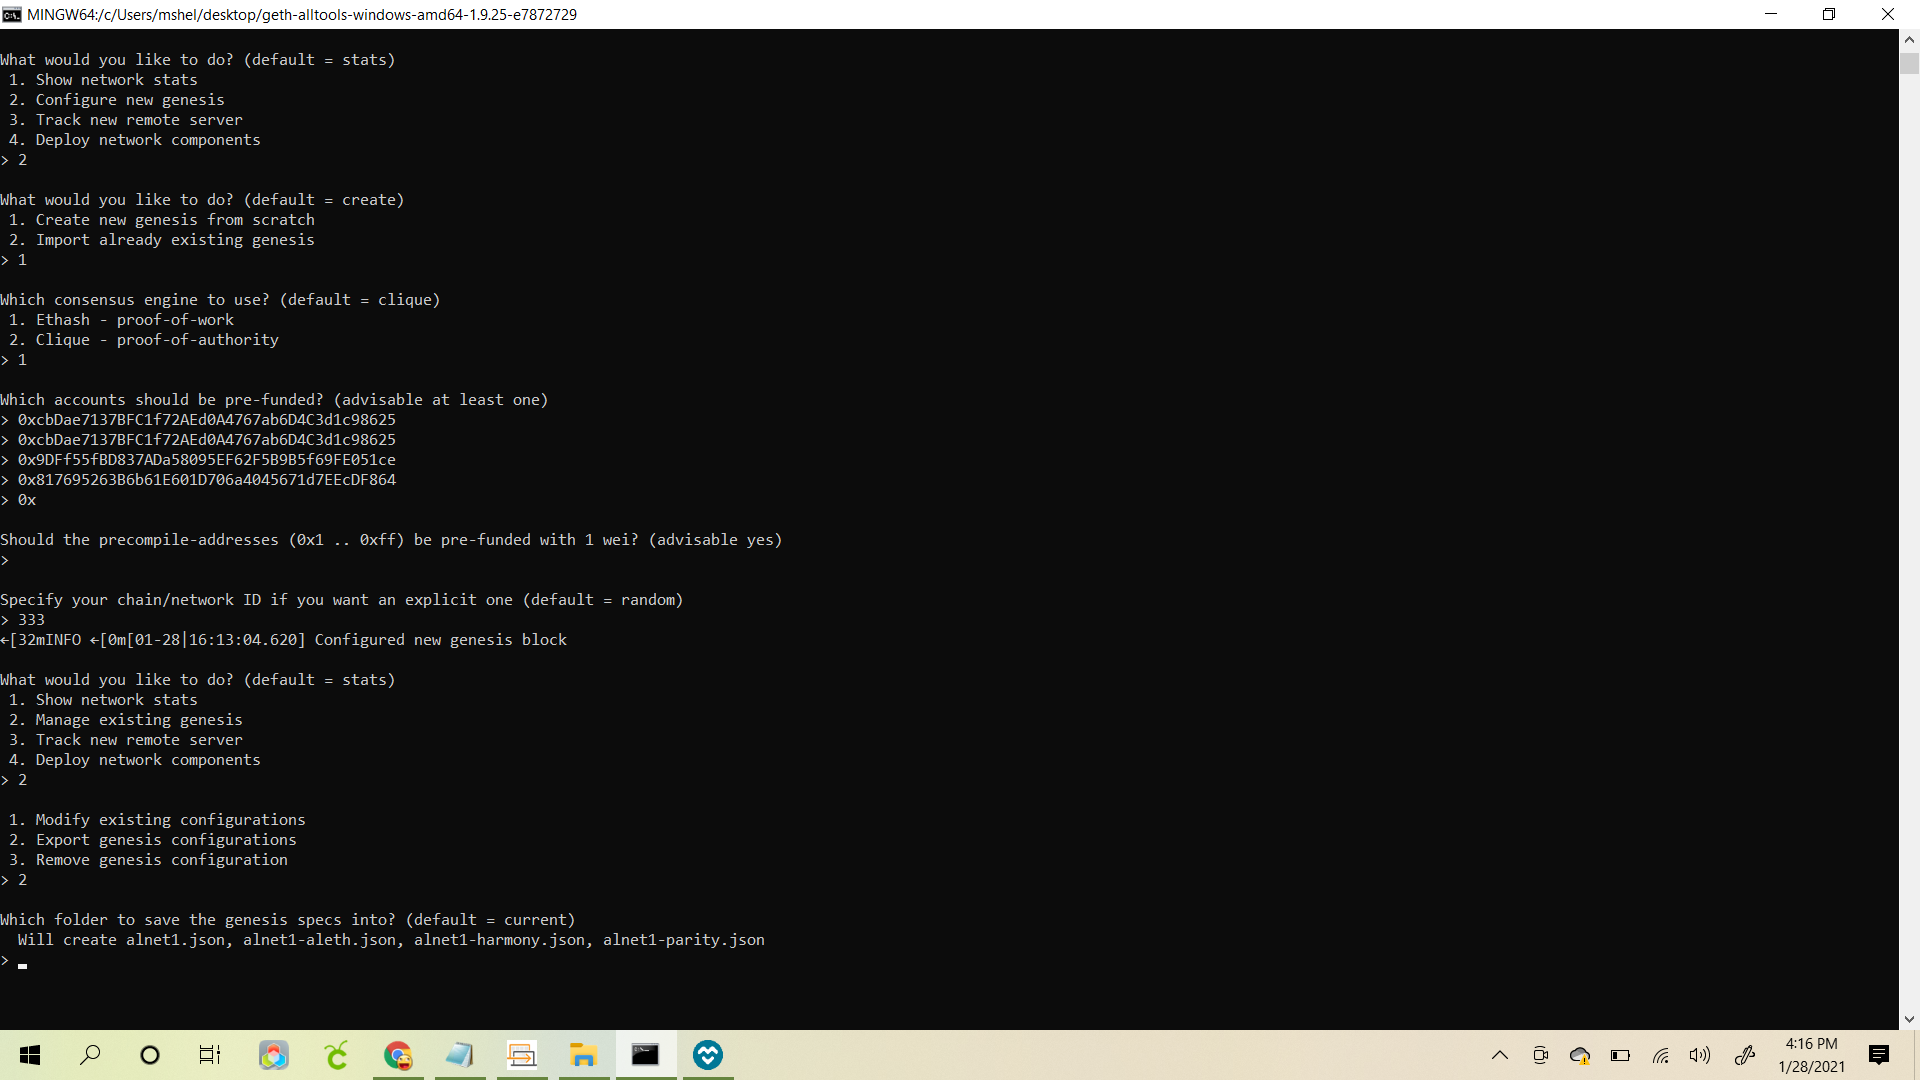 MINGW64:/c/Users/mshel/desktop/geth-alltools-windows-amd64-1.9.25-e7872729
What would you like to do? (default = stats)
1. Show network stats
2. Configure new genesis
3. Track new remote server
4. Deploy network components
> 2
What would you like to do? (default = create)
1. Create new genesis from scratch
2. Import already existing genesis
> 1
Which consensus engine to use? (default = clique)
1. Ethash - proof-of-work
2. Clique - proof-of-authority
> 1
Which accounts should be pre-funded? (advisable at least one)
> 0xcbDae7137BFC1f72AEd0A4767ab6D4C3d1c98625
> 0xcbDae7137BFC1f72AEd0A4767ab6D4C3d1c98625
> 0x9DFf55fBD837ADa58095EF62F5B9B5f69FE051ce
> 0x817695263B6b61E601D706a4045671d7EEcDF864
> 0x
Should the precompile-addresses (0x1 .. 0xff) be pre-funded with 1 wei? (advisable yes)
>
Specify your chain/network ID if you want an explicit one (default = random)
> 333
←[32mINFO ←[0m[01-28|16:13:04.620] Configured new genesis block
What would you like to do? (default = stats)
1. Show network stats
2. Manage existing genesis
3. Track new remote server
4. Deploy network components
> 2
1. Modify existing configurations
2. Export genesis configurations
3. Remove genesis configuration
> 2
Which folder to save the genesis specs into? (default = current)
Will create alnet1.json, alnet1-aleth.json, alnet1-harmony.json, alnet1-parity.json
>
4:16 PM
1/28/2021